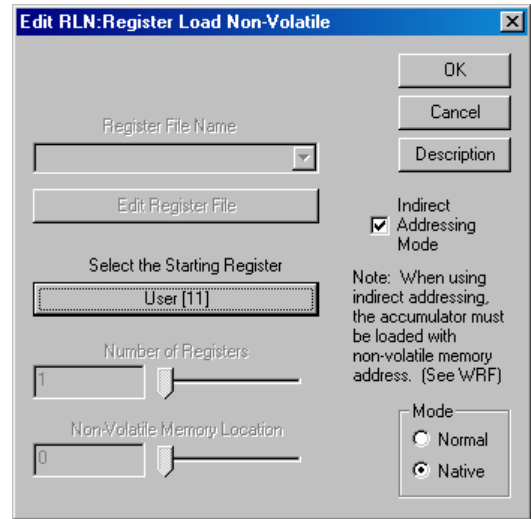 Edit RLN:Register Load Non-Volatile
OK
Cancel
Description
Register File Name
Edit Register File
Select the Starting Register
User [11]
Number of Registers
1
Non-Volatile Memory Location
0
Indirect
Addressing
Mode
Note: When using
indirect addressing,
the accumulator must
be loaded with
non-volatile memory
address. (See WRF)
Mode
Normal
Native